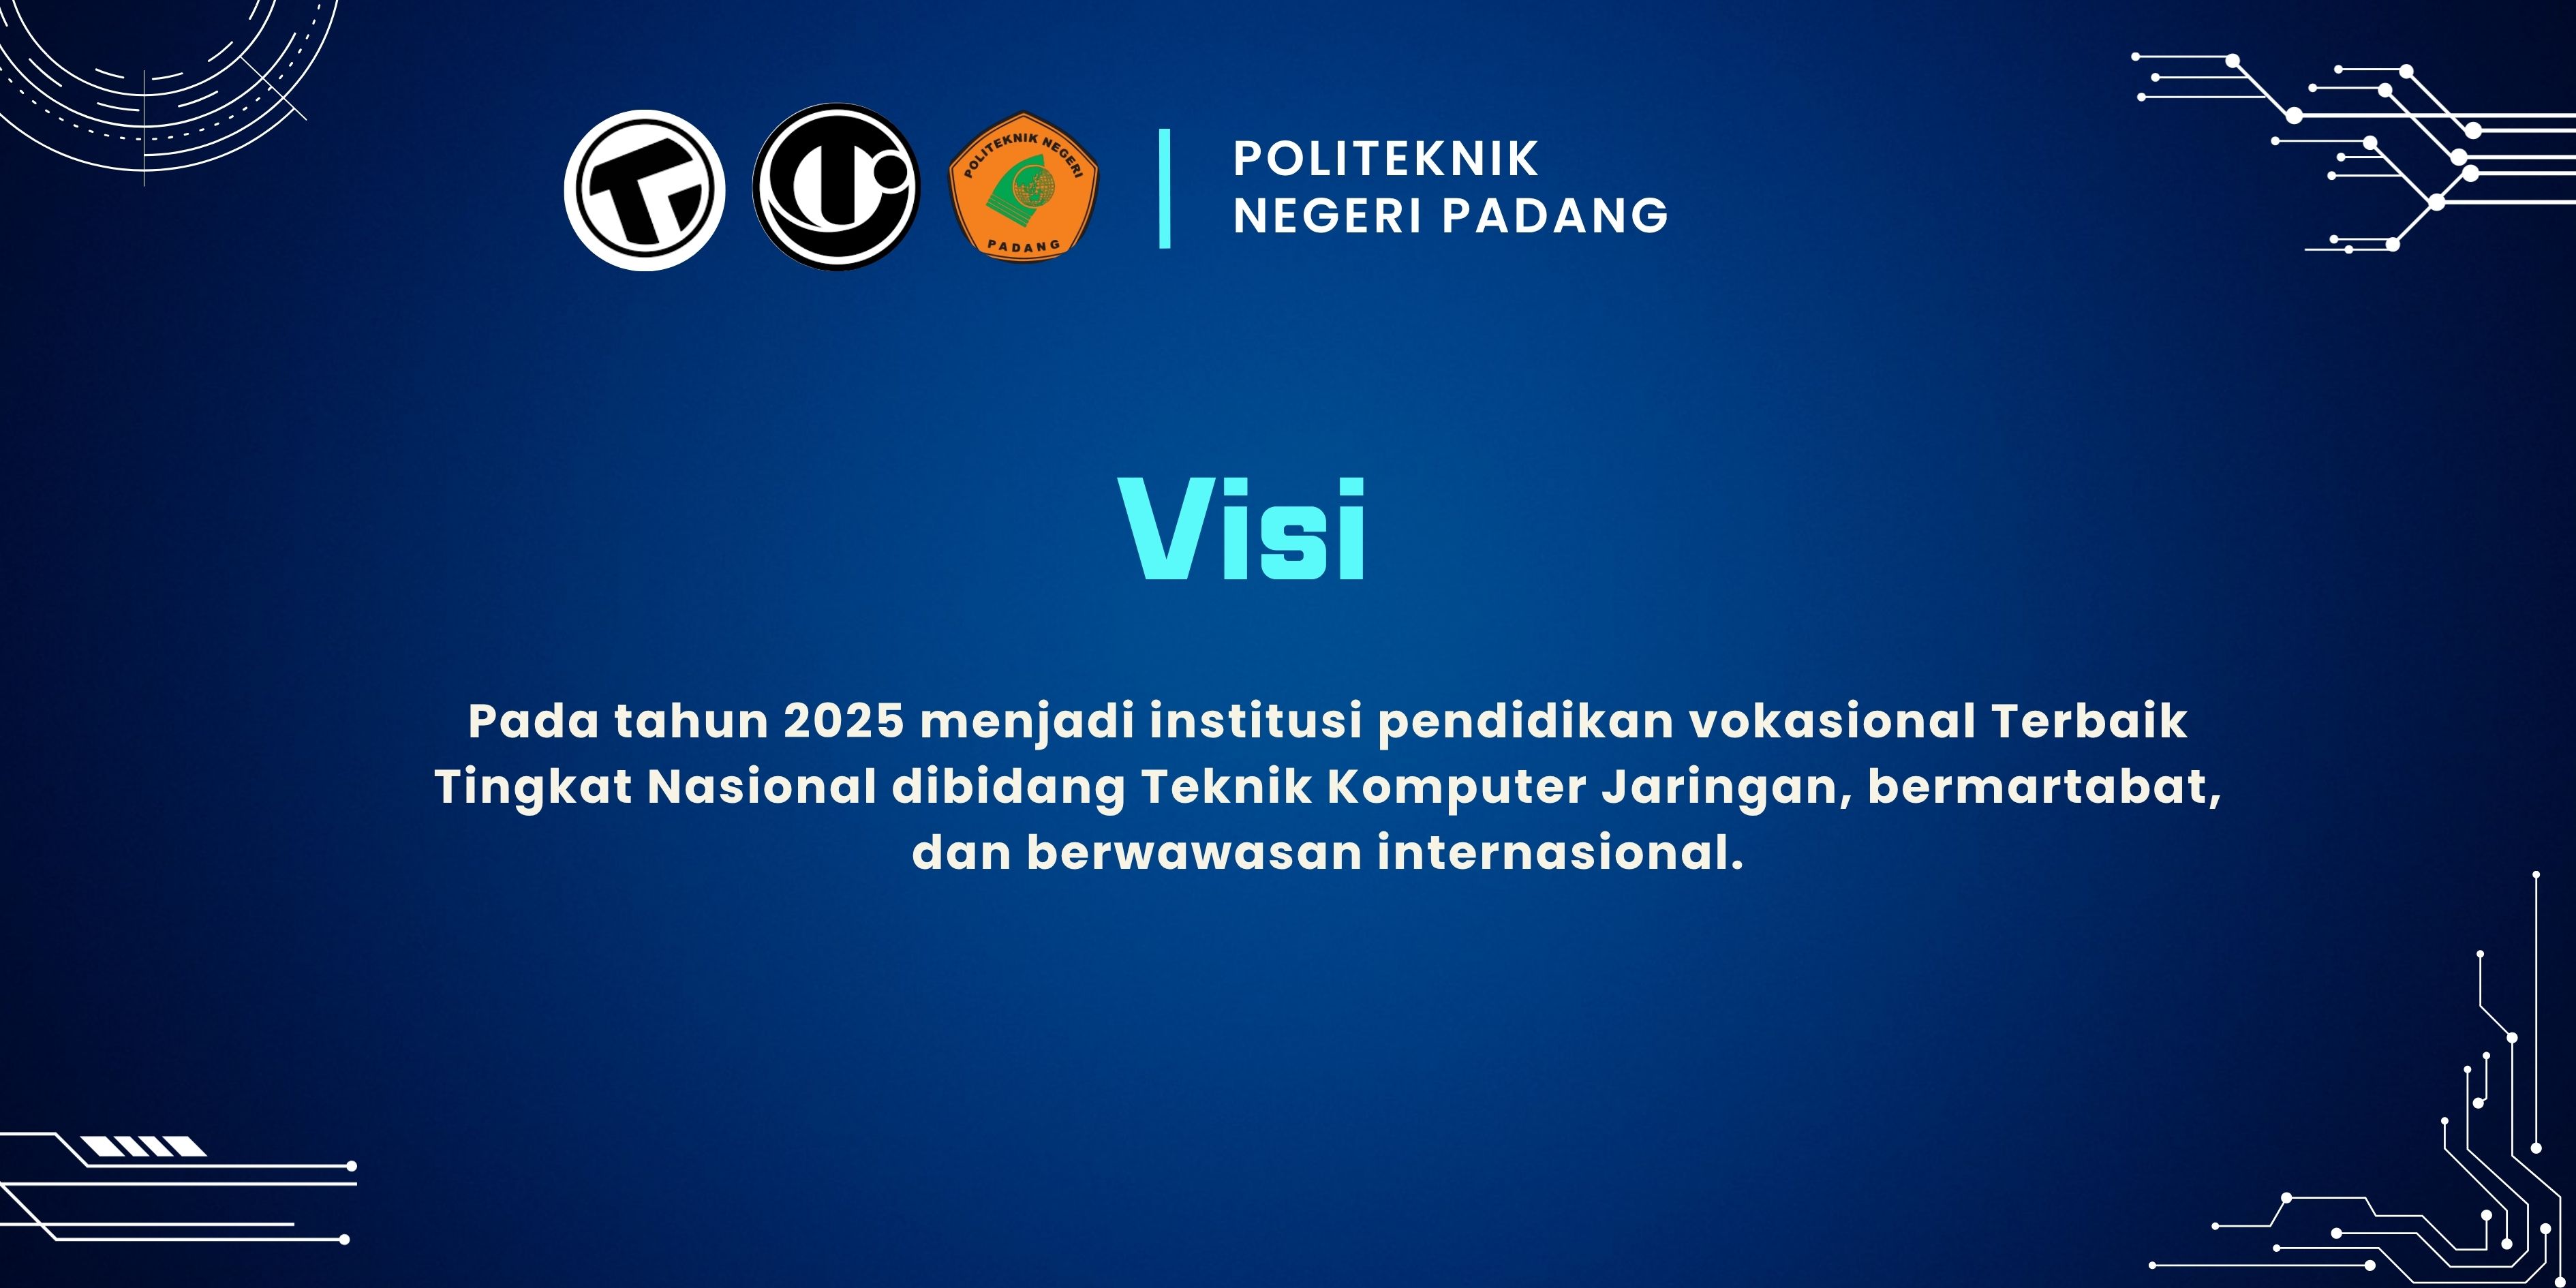 POLITEKNIK NEGERI
PADANG
POLITEKNIK
NEGERI PADANG
Visi
Pada tahun 2025 menjadi institusi pendidikan vokasional Terbaik
Tingkat Nasional dibidang Teknik Komputer Jaringan, bermartabat,
dan berwawasan internasional.